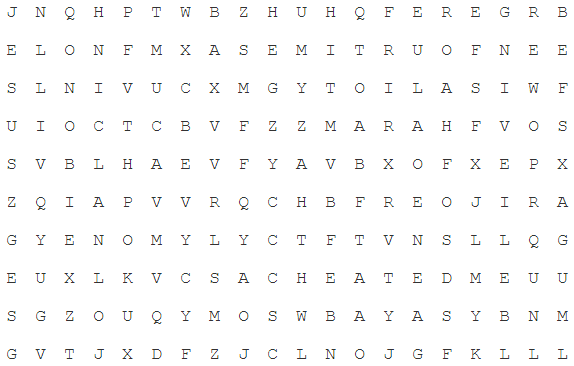 J N Q H P T W B Z H U H Q F E R E G R B
E L O N F M X A S E M I T R U O F N E E
S L N I V U C X M G Y T O I L A S I W F
U I O C T C B V F Z Z M A R A H F V O S
S V B L H A E V F Y A V B X O F X E P X
Z Q I A P V V R Q C H B F R E O J I R A
G Y E N O M Y L Y C T F T V N S L L Q G
E U X L K V C S A C H E A T E D M E U U
S G Z O U Q Y M O S W B A Y A S Y B N M
G V T J X D F Z J C L N O J G F K L L L